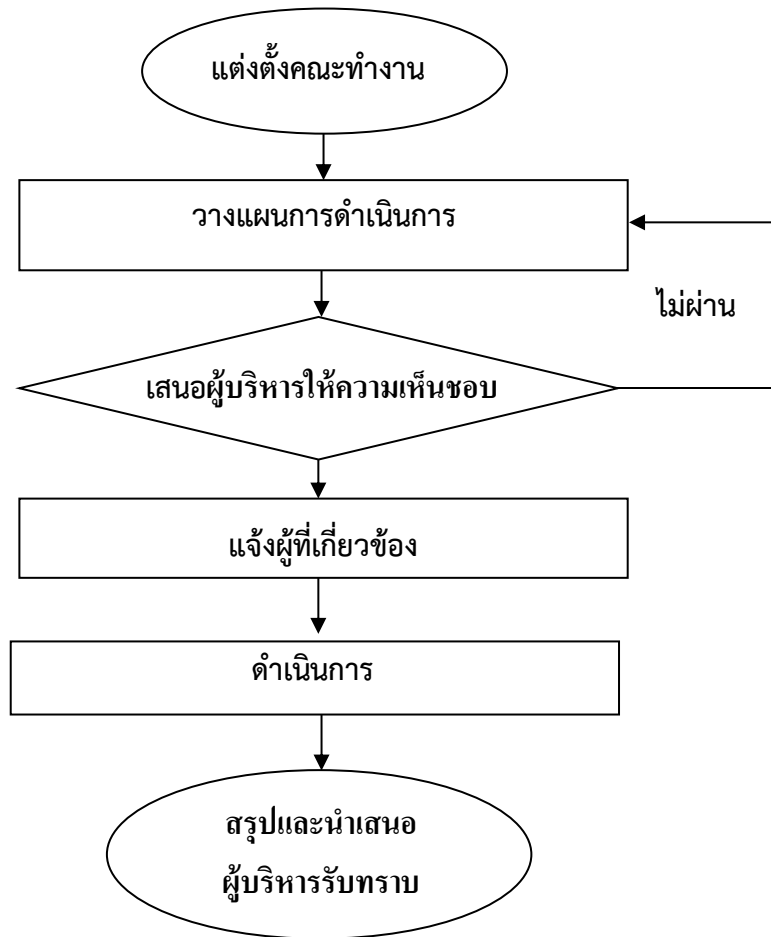 แต่งตั้งคณะทำงาน
วางแผนการดำเนินการ
ไม่ผ่าน
เสนอผู้บริหารให้ความเห็นชอบ
แจ้งผู้ที่เกี่ยวข้อง
ดำเนินการ
สรุปและนำเสนอ
ผู้บริหารรับทราบ